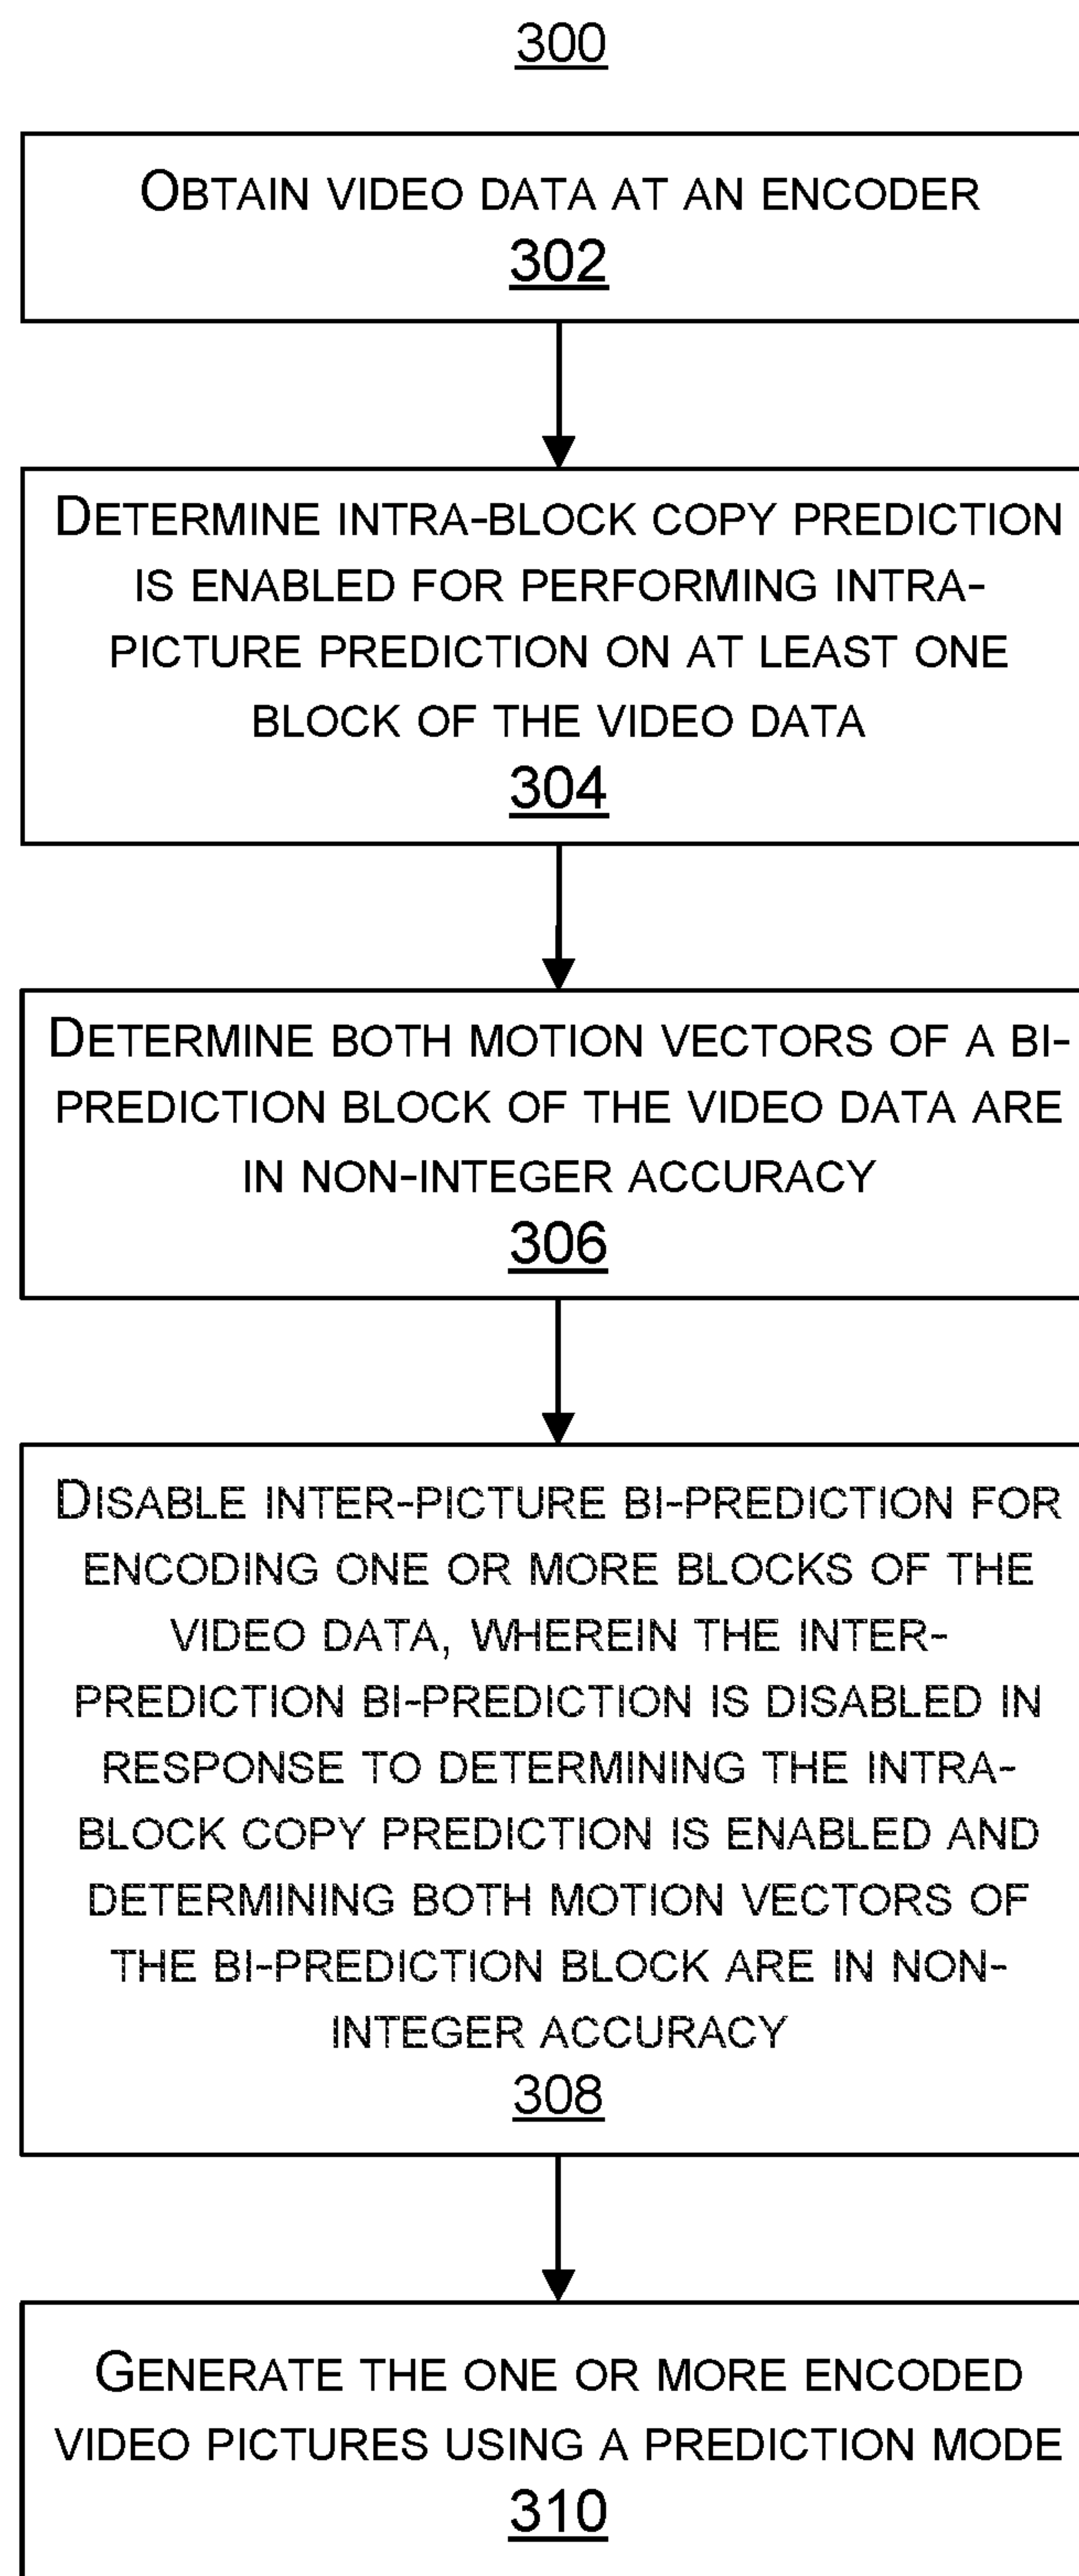 300
OBTAIN VIDEO DATA AT AN ENCODER
302
DETERMINE INTRA-BLOCK COPY PREDICTION
IS ENABLED FOR PERFORMING INTRA-
PICTURE PREDICTION ON AT LEAST ONE
BLOCK OF THE VIDEO DATA
304
DETERMINE BOTH MOTION VECTORS OF A BI-
PREDICTION BLOCK OF THE VIDEO DATA ARE
IN NON-INTEGER ACCURACY
306
DISABLE INTER-PICTURE BI-PREDICTION FOR
ENCODING ONE OR MORE BLOCKS OF THE
VIDEO DATA, WHEREIN THE INTER-
PREDICTION BI-PREDICTION IS DISABLED IN
RESPONSE TO DETERMINING THE INTRA-
BLOCK COPY PREDICTION IS ENABLED AND
DETERMINING BOTH MOTION VECTORS OF
THE BI-PREDICTION BLOCK ARE IN NON-
INTEGER ACCURACY
308
GENERATE THE ONE OR MORE ENCODED
VIDEO PICTURES USING A PREDICTION MODE
310